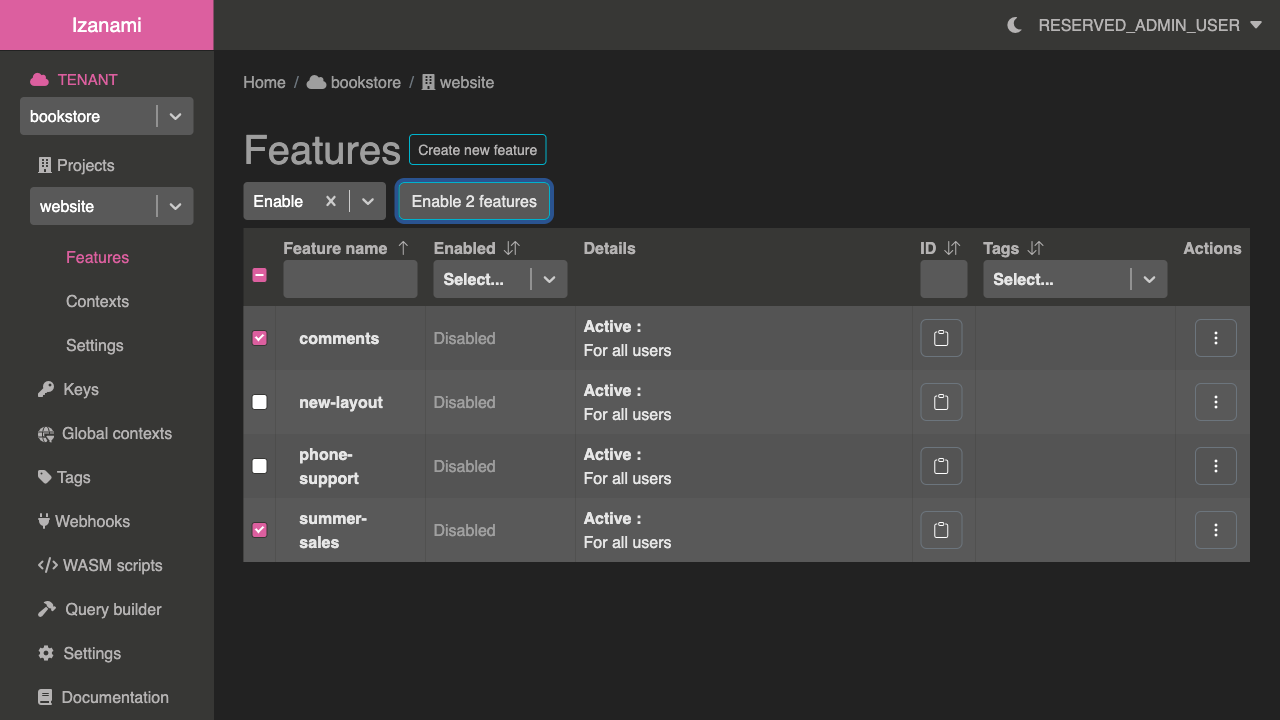 Izanami
RESERVED_ADMIN_USER
TENANT
bookstore
Projects
website
Features
Contexts
Settings
Keys
Global contexts
Tags
Webhooks
WASM scripts
Query builder
Settings
Documentation
Home / bookstore / website
Features Create new feature
Enable Enable 2 features
Feature name Enabled Details ID Tags Actions
Select... Select...
comments Disabled Active :
For all users
new-layout Disabled Active :
For all users
phone- Disabled Active :
support For all users
summer- Disabled Active :
sales For all users